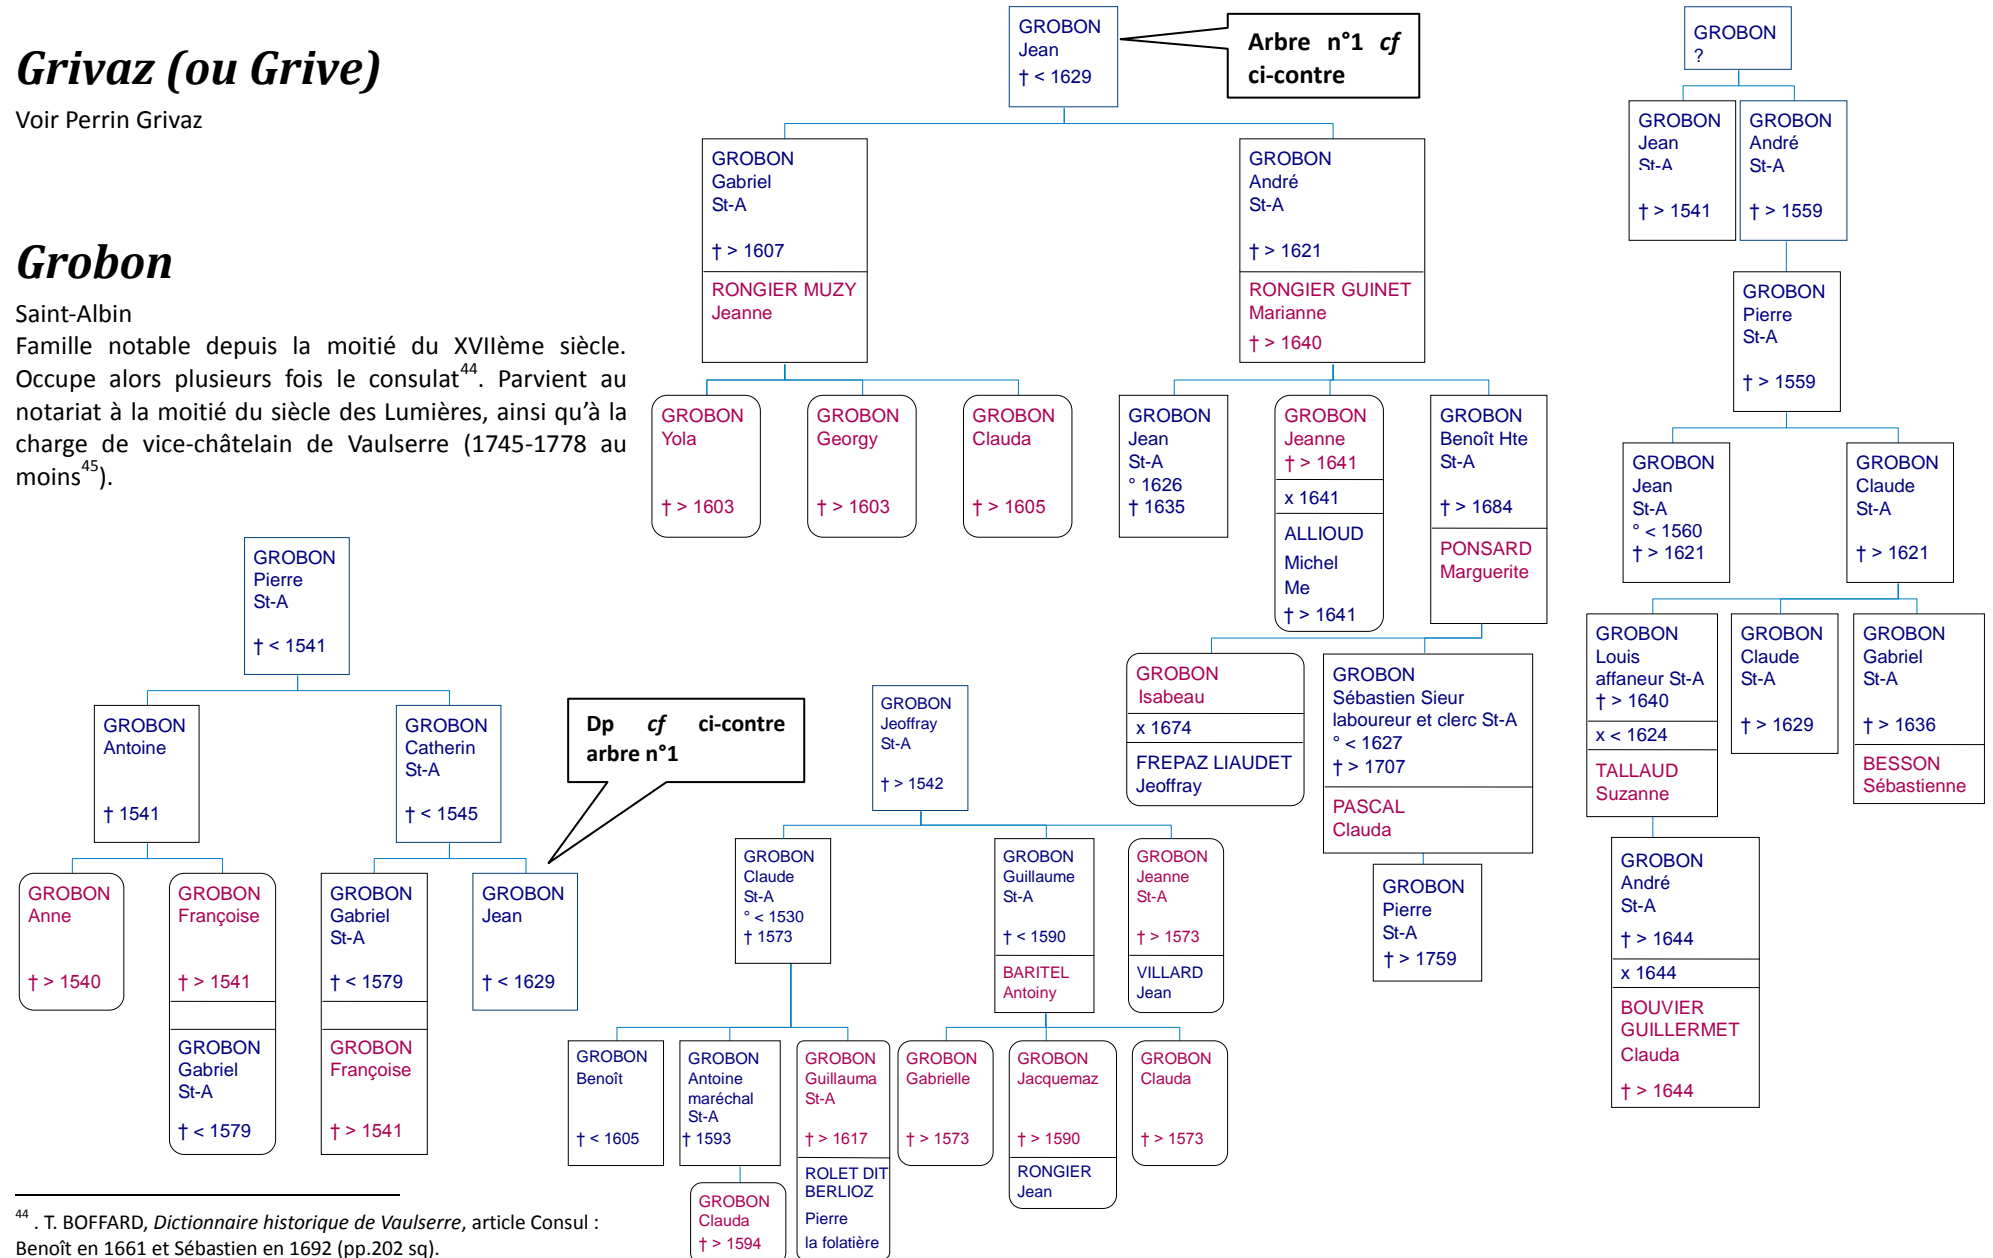 Grivaz (ou Grive)
Voir Perrin Grivaz
Grobon
Saint-Albin
Famille notable depuis la moitié du XVIIème siècle.
Occupe alors plusieurs fois le consulat44. Parvient au
notariat à la moitié du siècle des Lumières, ainsi qu'à la
charge de vice-châtelain de Vaulserre (1745-1778 au
moins45).
GROBON
Jean
† < 1629
Arbre n°1 cf
ci-contre
GROBON
Gabriel
St-A
† > 1607
RONGIER MUZY
Jeanne
GROBON
André
St-A
† > 1621
RONGIER GUINET
Marianne
† > 1640
GROBON
Yola
† > 1603
GROBON
Georgy
† > 1603
GROBON
Clauda
† > 1605
GROBON
Jean
St-A
° 1626
† 1635
GROBON
Jeanne
† > 1641
x 1641
ALLIOUD
Michel
Me
† > 1641
GROBON
Benoît Hte
St-A
† > 1684
PONSARD
Marguerite
GROBON
Isabeau
x 1674
FREPAZ LIAUDET
Jeoffray
GROBON
Sébastien Sieur
laboureur et clerc St-A
° < 1627
† > 1707
PASCAL
Clauda
GROBON
Pierre
St-A
† > 1759
GROBON
?
GROBON
Jean
St-A
† > 1541
GROBON
André
St-A
† > 1559
GROBON
Pierre
St-A
† > 1559
GROBON
Jean
St-A
° < 1560
† > 1621
GROBON
Claude
St-A
† > 1621
GROBON
Louis
affaneur St-A
† > 1640
x < 1624
TALLAUD
Suzanne
GROBON
Claude
St-A
† > 1629
GROBON
Gabriel
St-A
† > 1636
BESSON
Sébastienne
GROBON
André
St-A
† > 1644
x 1644
BOUVIER
GUILLERMET
Clauda
† > 1644
GROBON
Pierre
St-A
† < 1541
GROBON
Antoine
† 1541
GROBON
Catherin
St-A
† < 1545
Dp cf ci-contre
arbre n°1
GROBON
Anne
† > 1540
GROBON
Françoise
† > 1541
GROBON
Gabriel
St-A
† < 1579
GROBON
Gabriel
St-A
† < 1579
GROBON
Françoise
† > 1541
GROBON
Jean
† < 1629
GROBON
Jeoffray
St-A
† > 1542
GROBON
Claude
St-A
° < 1530
† 1573
GROBON
Guillaume
St-A
† < 1590
BARITEL
Antoiny
GROBON
Jeanne
St-A
† > 1573
VILLARD
Jean
GROBON
Benoît
† < 1605
GROBON
Antoine
maréchal
St-A
† 1593
GROBON
Clauda
† > 1594
GROBON
Guillauma
St-A
† > 1617
ROLET DIT
BERLIOZ
Pierre
la folatière
GROBON
Gabrielle
† > 1573
GROBON
Jacquemaz
† > 1590
RONGIER
Jean
GROBON
Clauda
† > 1573
44 . T. BOFFARD, Dictionnaire historique de Vaulserre, article Consul :
Benoît en 1661 et Sébastien en 1692 (pp.202 sq).